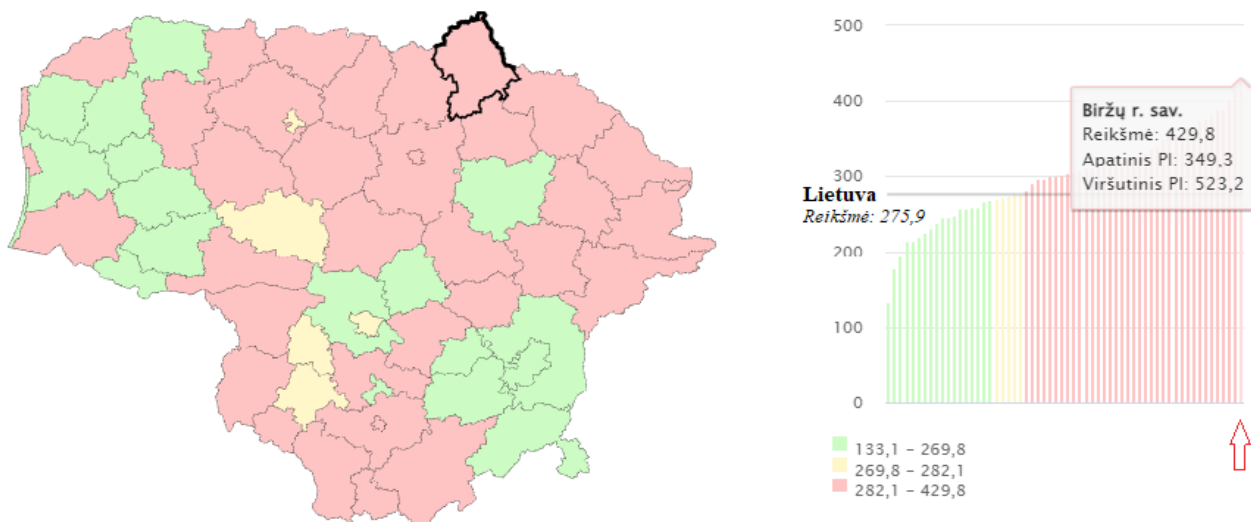 500
400
300
200
100
0
Biržų r. sav.
Reikšmė: 429,8
Apatinis PI: 349,3
Viršutinis PI: 523,2
Lietuva
Reikšmė: 275,9
133,1 – 269,8
269,8 – 282,1
282,1 – 429,8